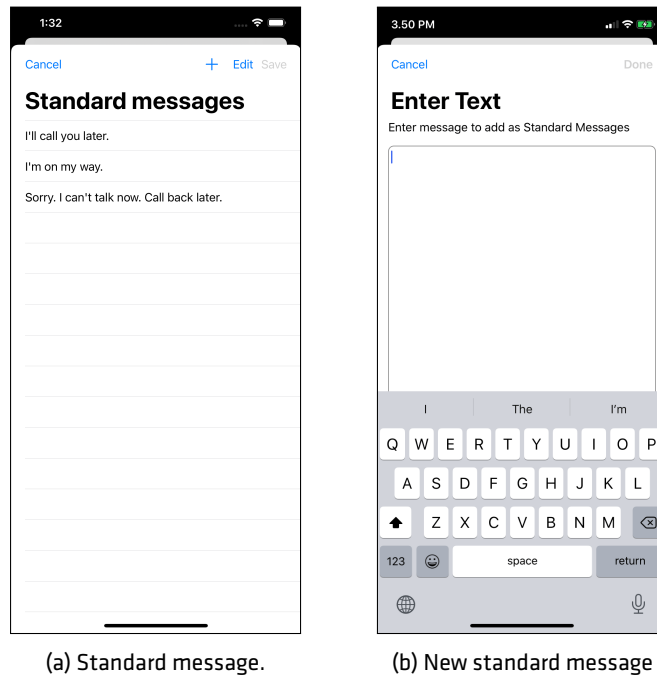 1:32
Cancel + Edit Save
Standard messages
I'll call you later.
I'm on my way.
Sorry. I can't talk now. Call back later.
(a) Standard message.
3.50 PM
Cancel Done
Enter Text
Enter message to add as Standard Messages
I The I'm
Q W E R T Y U I O P
A S D F G H J K L
Z X C V B N M
123 space return
(b) New standard message